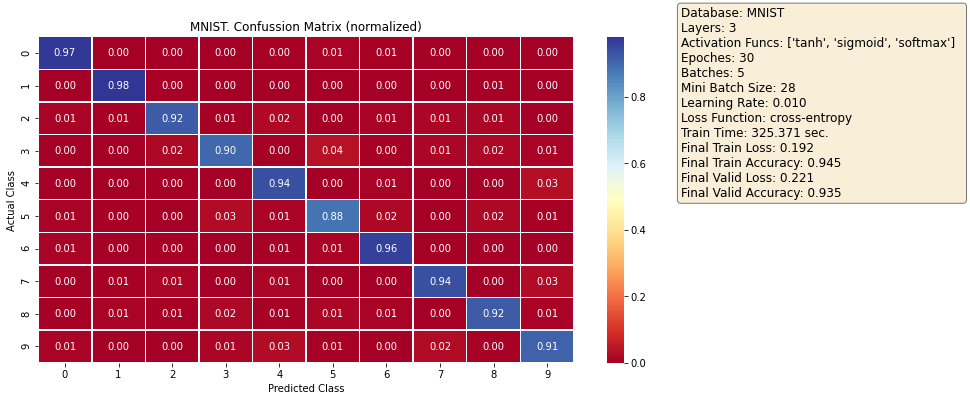 MNIST. Confussion Matrix (normalized)
Actual Class
0 0.97 0.00 0.00 0.00 0.00 0.01 0.01 0.00 0.00 0.00
1 0.00 0.98 0.00 0.00 0.00 0.00 0.00 0.00 0.01 0.00
2 0.01 0.01 0.92 0.01 0.02 0.00 0.01 0.01 0.01 0.00
3 0.00 0.00 0.02 0.90 0.00 0.04 0.00 0.01 0.02 0.01
4 0.00 0.00 0.00 0.00 0.94 0.00 0.01 0.00 0.00 0.03
5 0.01 0.00 0.00 0.03 0.01 0.88 0.02 0.00 0.02 0.01
6 0.01 0.00 0.00 0.00 0.01 0.01 0.96 0.00 0.00 0.00
7 0.00 0.01 0.01 0.00 0.01 0.00 0.00 0.94 0.00 0.03
8 0.00 0.01 0.01 0.02 0.01 0.01 0.01 0.00 0.92 0.01
9 0.01 0.00 0.00 0.01 0.03 0.01 0.00 0.02 0.00 0.91
0 1 2 3 4 5 6 7 8 9
Predicted Class
0.8
0.6
0.4
0.2
0.0
Database: MNIST
Layers: 3
Activation Funcs: ['tanh', 'sigmoid', 'softmax']
Epoches: 30
Batches: 5
Mini Batch Size: 28
Learning Rate: 0.010
Loss Function: cross-entropy
Train Time: 325.371 sec.
Final Train Loss: 0.192
Final Train Accuracy: 0.945
Final Valid Loss: 0.221
Final Valid Accuracy: 0.935